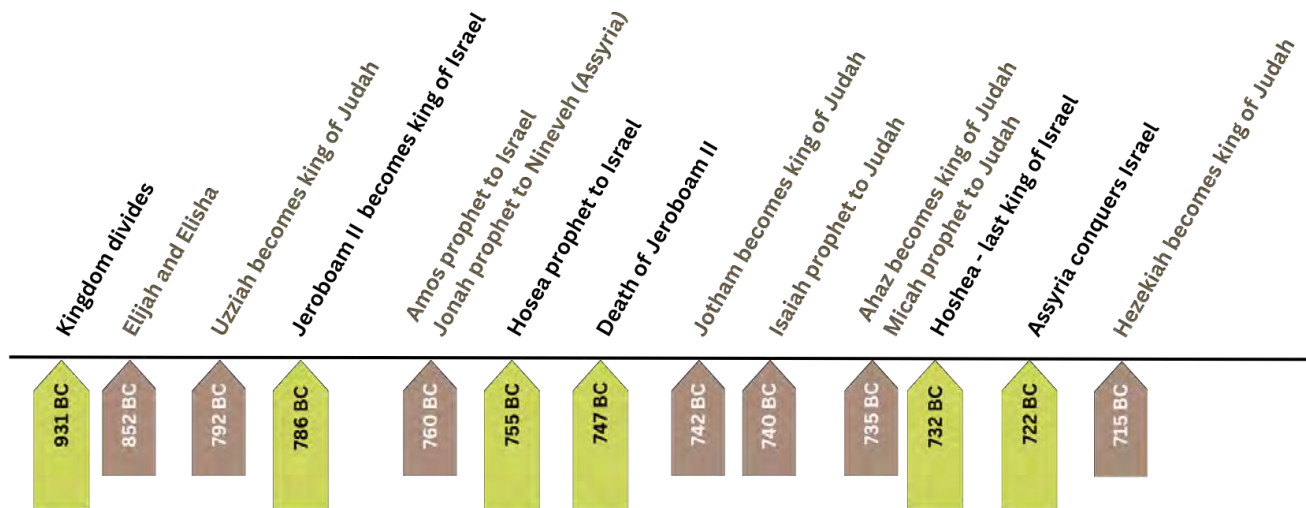 Kingdom divides
Elijah and Elisha
Uzziah becomes king of Judah
Jeroboam II becomes king of Israel
Amos prophet to Israel
Jonah prophet to Nineveh (Assyria)
Hosea prophet to Israel
Death of Jeroboam II
Jotham becomes king of Judah
Isaiah prophet to Judah
Ahaz becomes king of Judah
Micah prophet to Judah
Hoshea - last king of Israel
Assyria conquers Israel
Hezekiah becomes king of Judah
931 BC
852 BC
792 BC
786 BC
760 BC
755 BC
747 BC
742 BC
740 BC
735 BC
732 BC
722 BC
715 BC